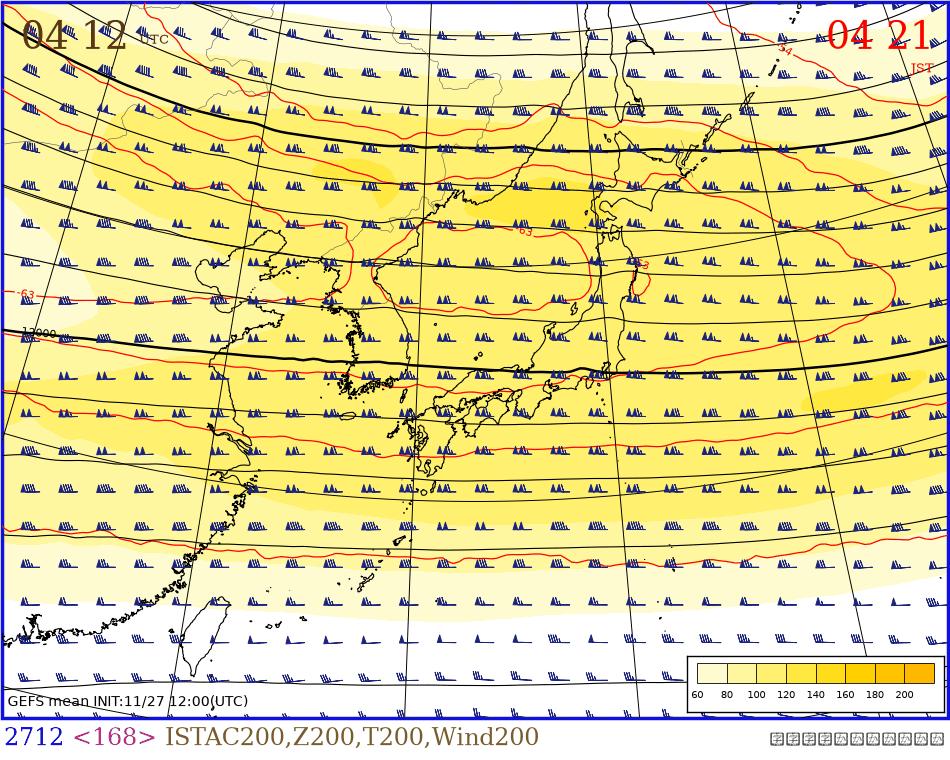 04 12 UTC
04 21 JST
-54
-63
-63
-63
12000
60 80 100 120 140 160 180 200
GEFS mean INIT:11/27 12:00(UTC)
2712 <168> ISTAC200,Z200,T200,Wind200